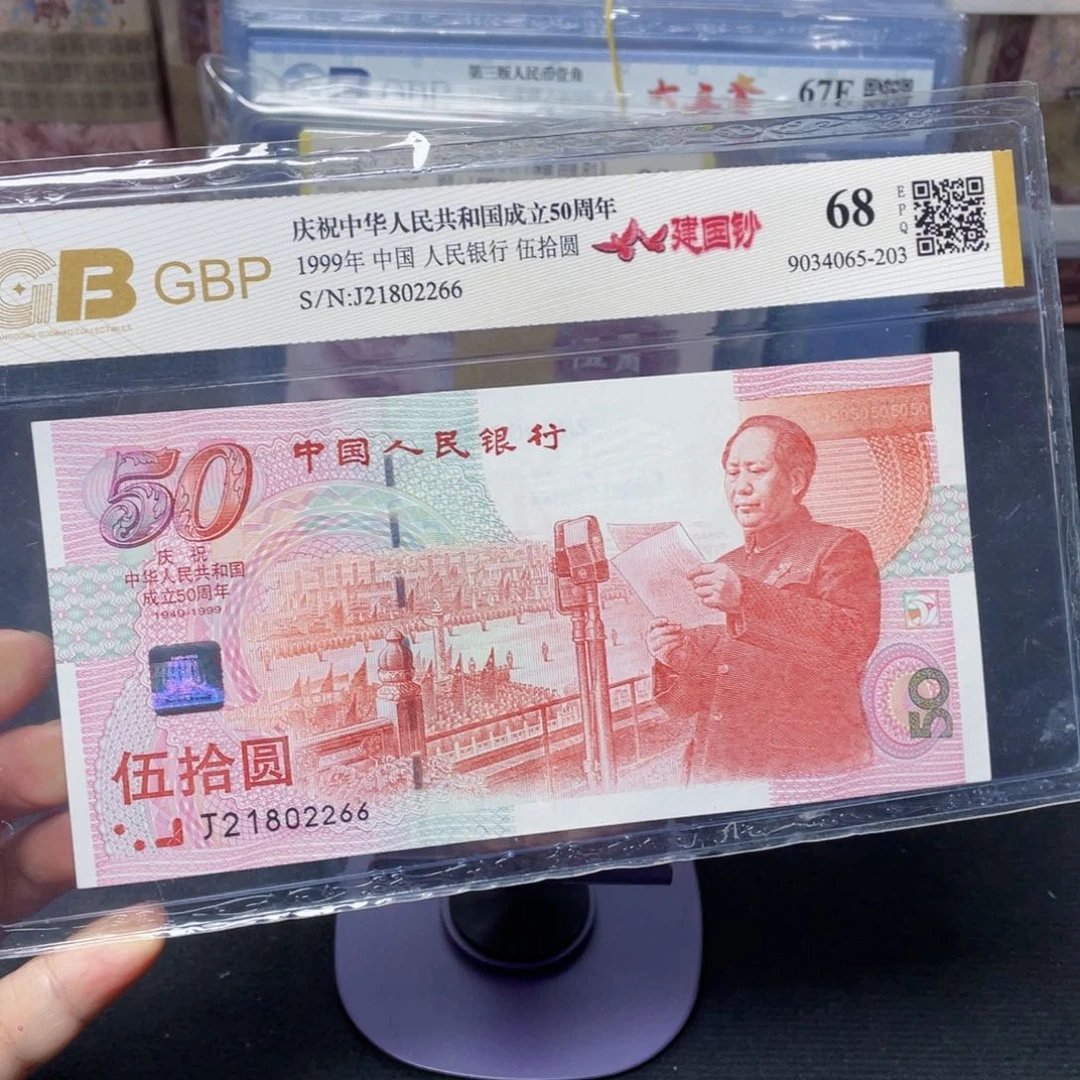 第三版人民币壹角
67E
GBP
庆祝中华人民共和国成立50周年
1999年 中国 人民银行 伍拾圆
S/N:J21802266
建国钞
68
EPQ
9034065-203
中国人民银行
50
庆祝
中华人民共和国
成立50周年
1949-1999
伍拾圆
J21802266
50